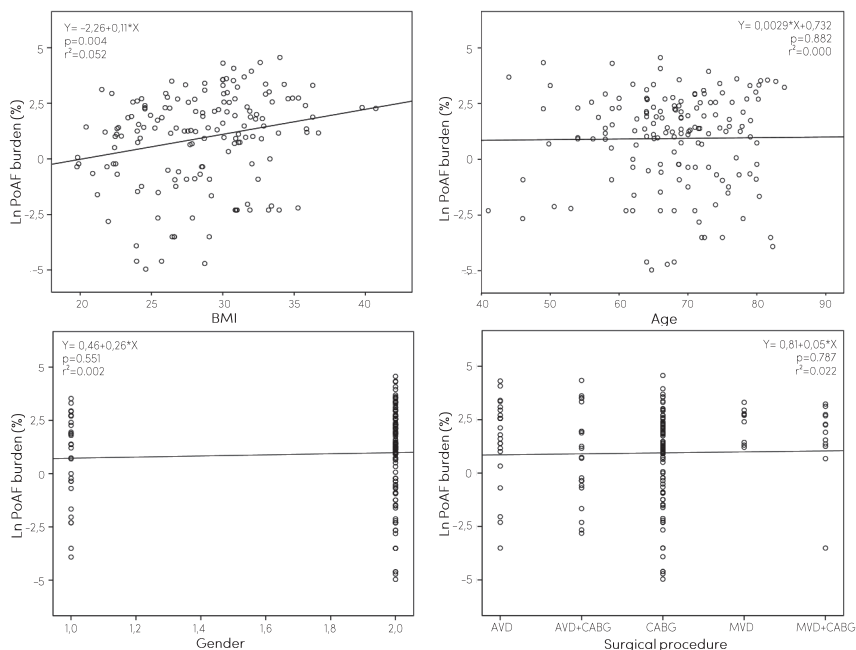 Y= −2,26+0,11*X
p=0,004
r²=0.052
5
2,5
0
−2,5
−5
Ln PoAF burden (%)
20
25
30
35
40
BMI
Y= 0,0029*X+0,732
p=0.882
r²=0.000
5
2,5
0
−2,5
−5
Ln PoAF burden (%)
40
50
60
70
80
90
Age
Y= 0,46+0,26*X
p=0.551
r²=0.002
5
2,5
0
−2,5
−5
Ln PoAF burden (%)
1,0
1,2
1,4
1,6
1,8
2,0
Gender
Y= 0,81+0,05*X
p=0.787
r²=0.022
5
2,5
0
−2,5
−5
Ln PoAF burden (%)
AVD
AVD+CABG
CABG
MVD
MVD+CABG
Surgical procedure